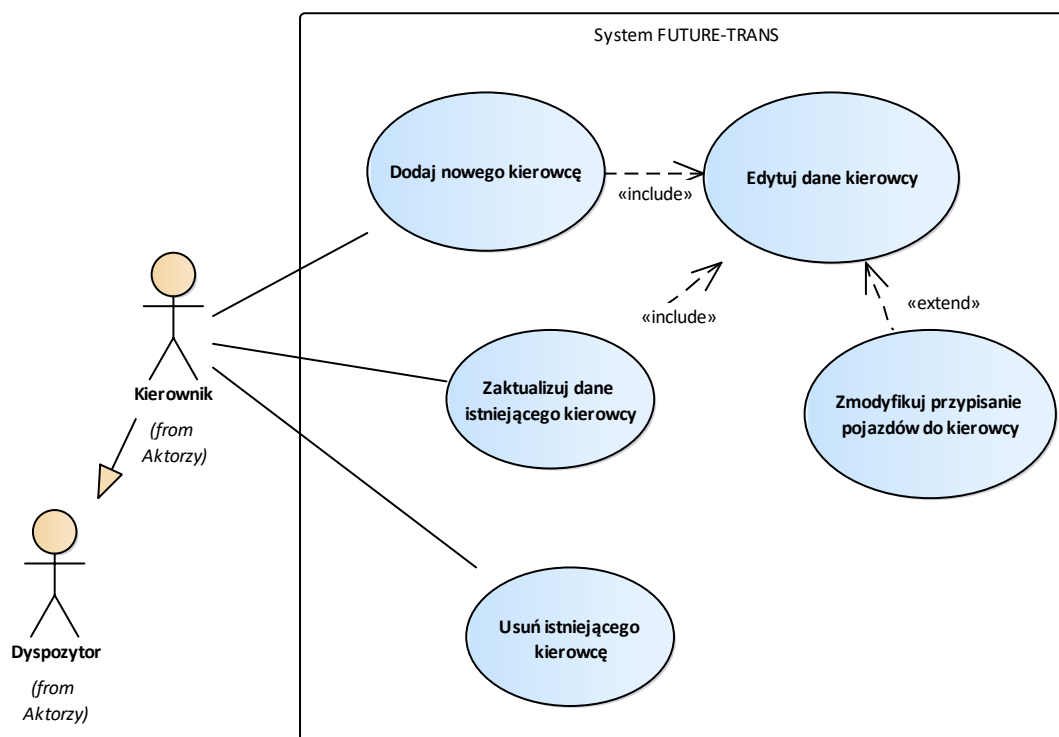 System FUTURE-TRANS
Dodaj nowego kierowcę
«include»
Edytuj dane kierowcy
«include»
«extend»
Kierownik
(from
Aktorzy)
Zaktualizuj dane
istniejącego kierowcy
Zmodyfikuj przypisanie
pojazdów do kierowcy
Dyspozytor
(from
Aktorzy)
Usuń istniejącego
kierowcę